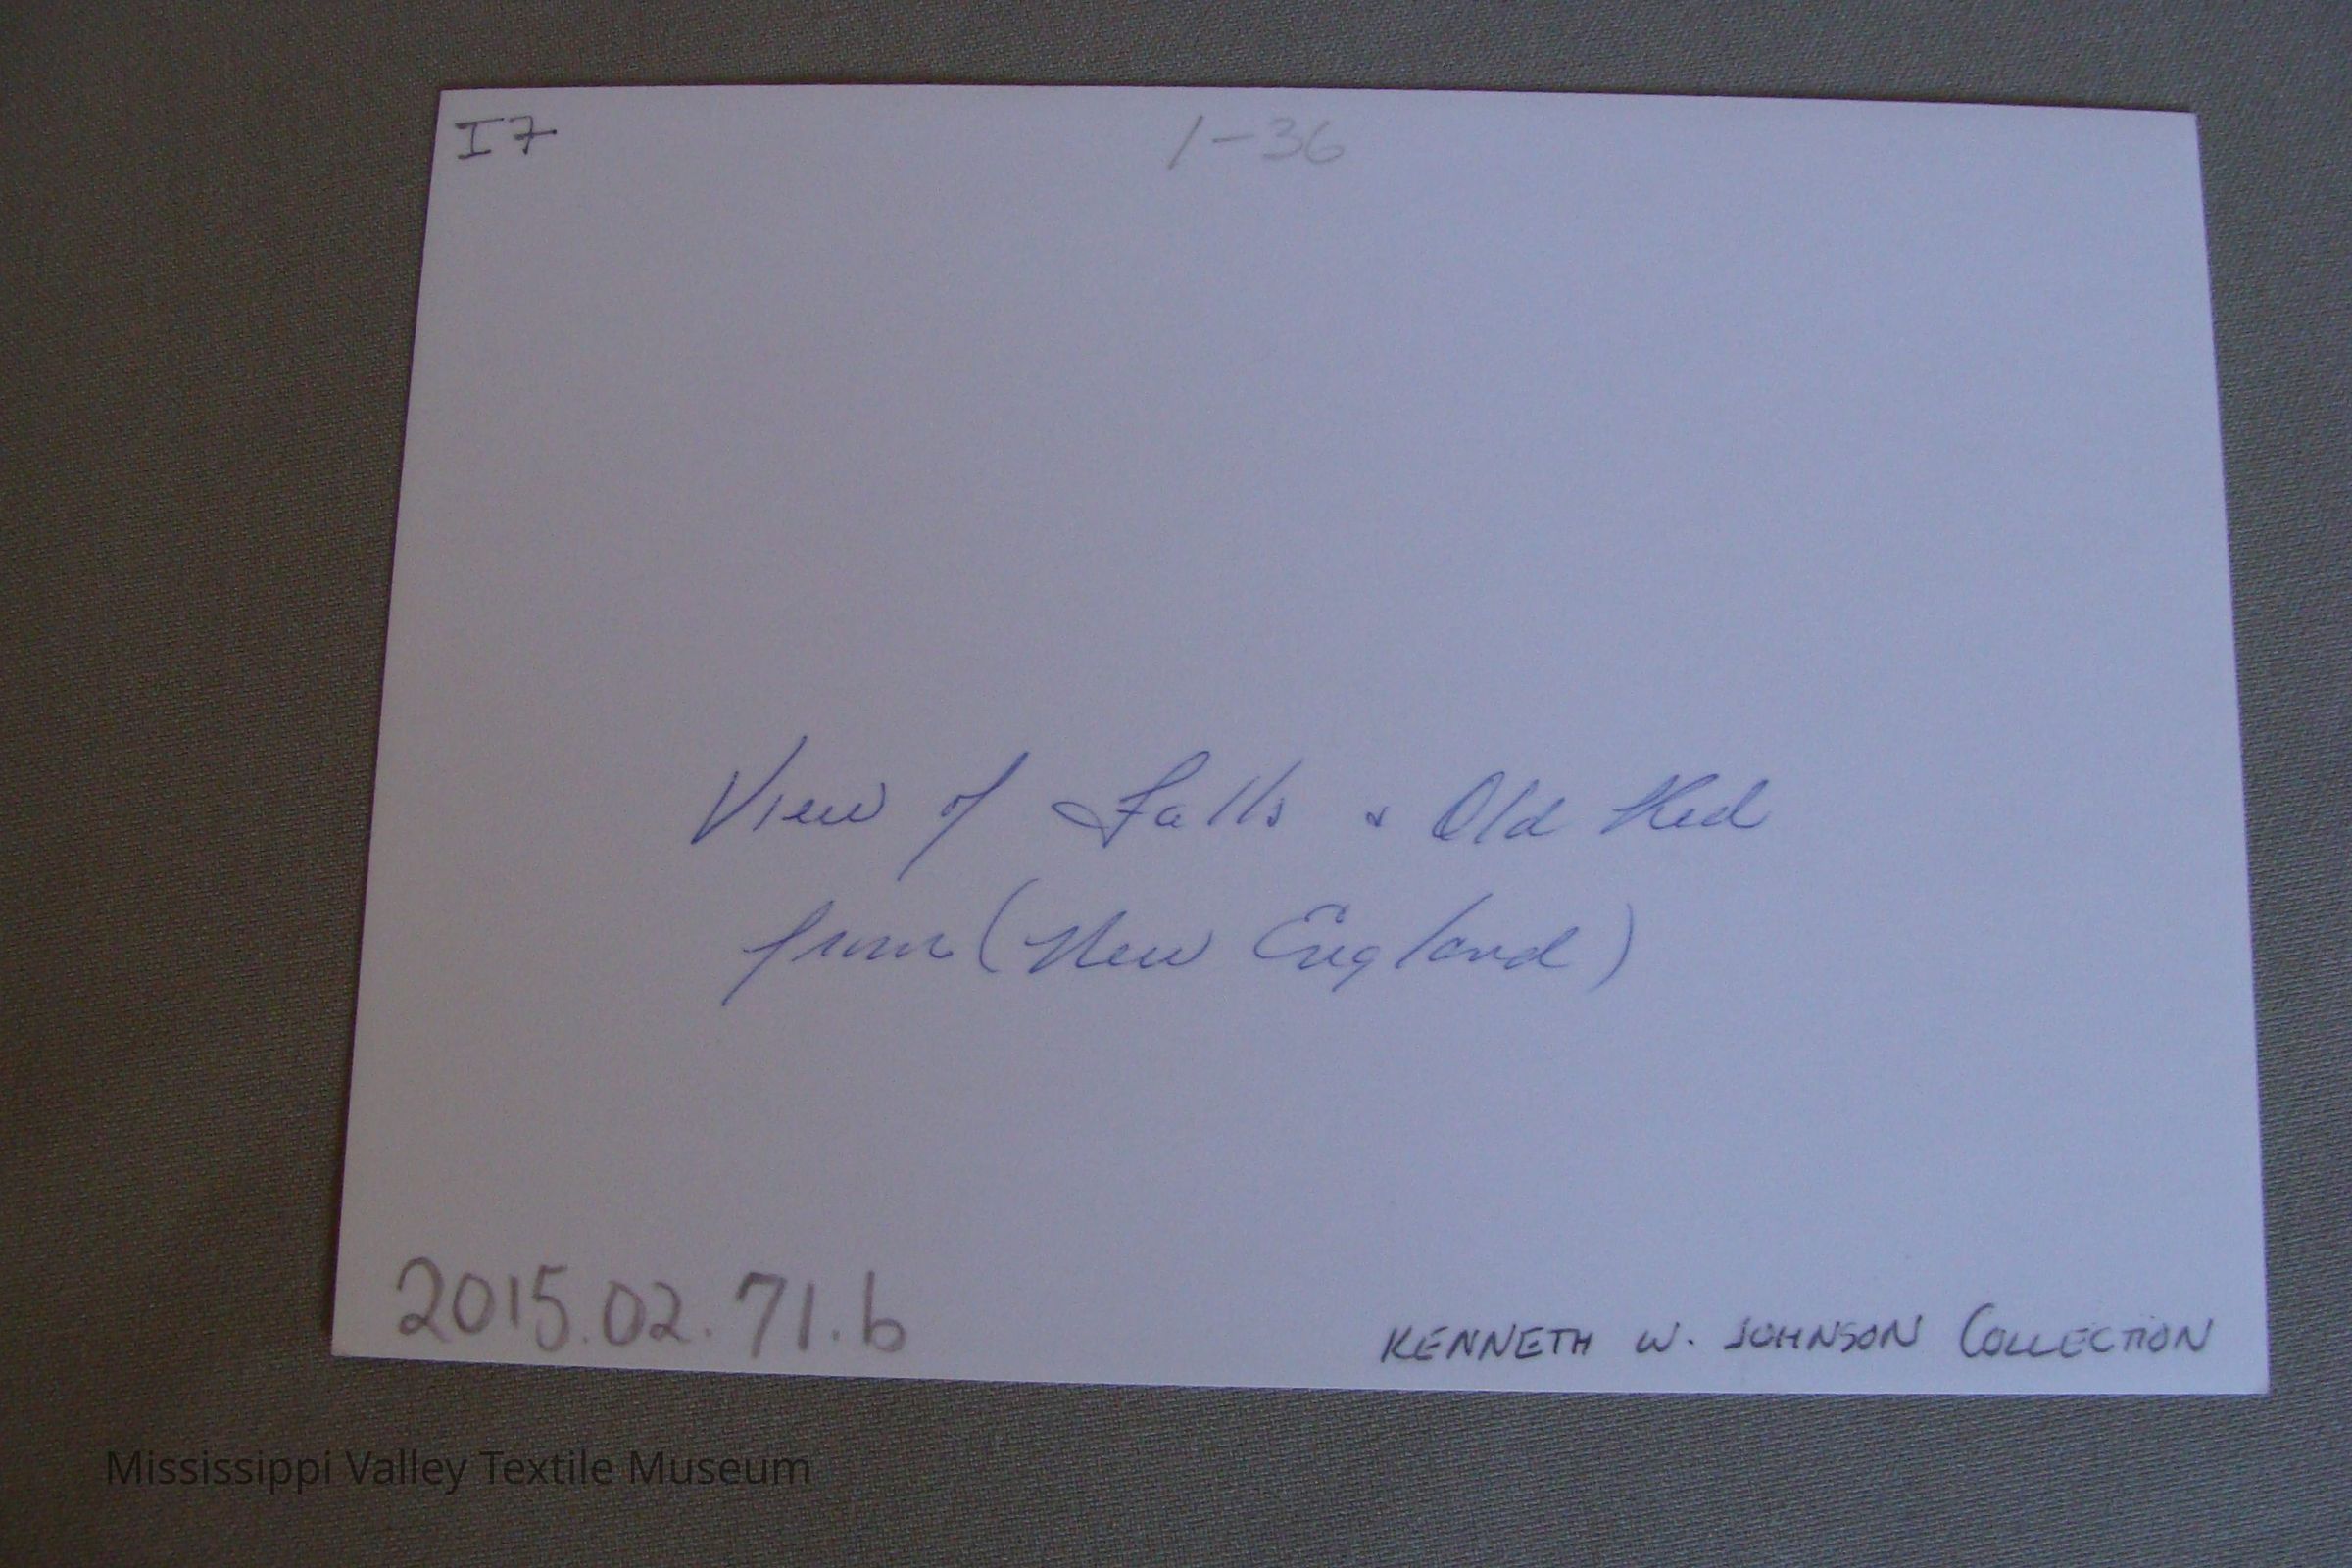 I7
1-36
View of Falls & Old Red
from (New England)
2015.02.71.b
KENNETH W. JOHNSON COLLECTION
Mississippi Valley Textile Museum